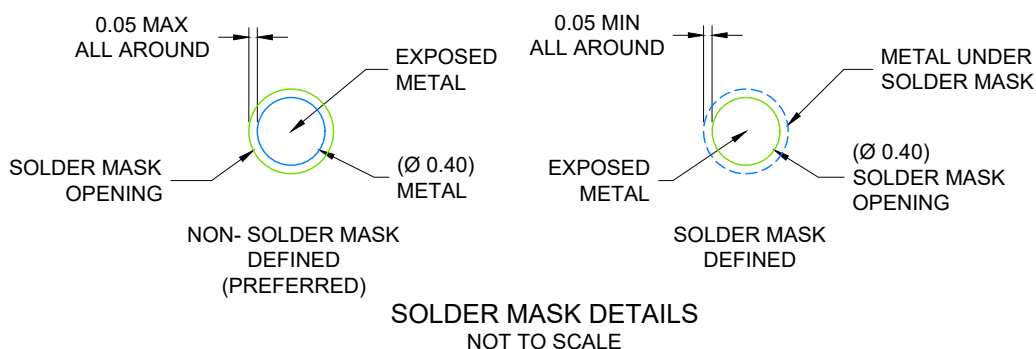 0.05 MAX
ALL AROUND
EXPOSED
METAL
SOLDER MASK
OPENING
(Ø 0.40)
METAL
NON- SOLDER MASK
DEFINED
(PREFERRED)
0.05 MIN
ALL AROUND
METAL UNDER
SOLDER MASK
EXPOSED
METAL
(Ø 0.40)
SOLDER MASK
OPENING
SOLDER MASK
DEFINED
SOLDER MASK DETAILS
NOT TO SCALE